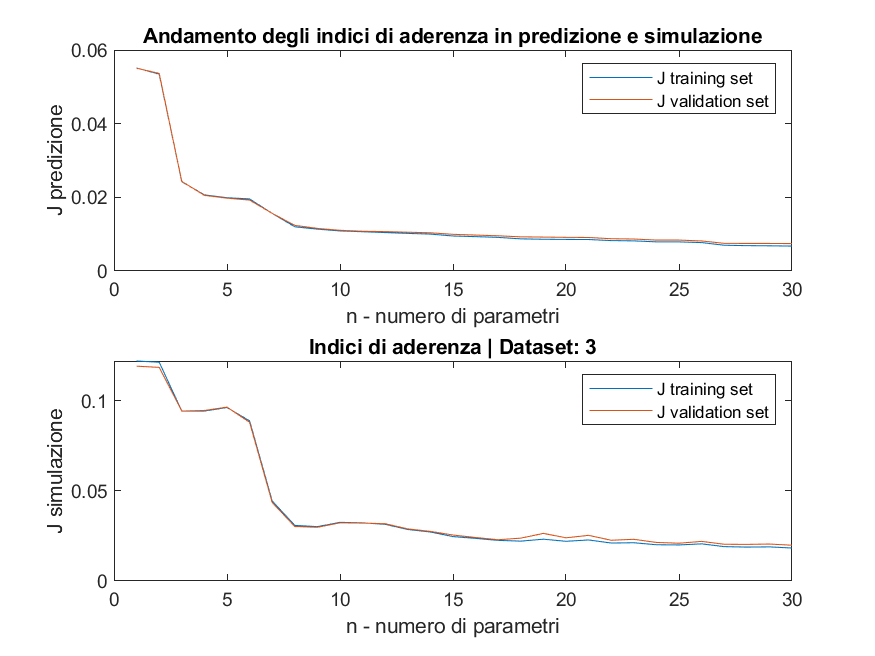 Andamento degli indici di aderenza in predizione e simulazione
0.06
0.04
0.02
0
J predizione
J training set
J validation set
0 5 10 15 20 25 30
n - numero di parametri
Indici di aderenza | Dataset: 3
0.1
0.05
0
J simulazione
J training set
J validation set
0 5 10 15 20 25 30
n - numero di parametri